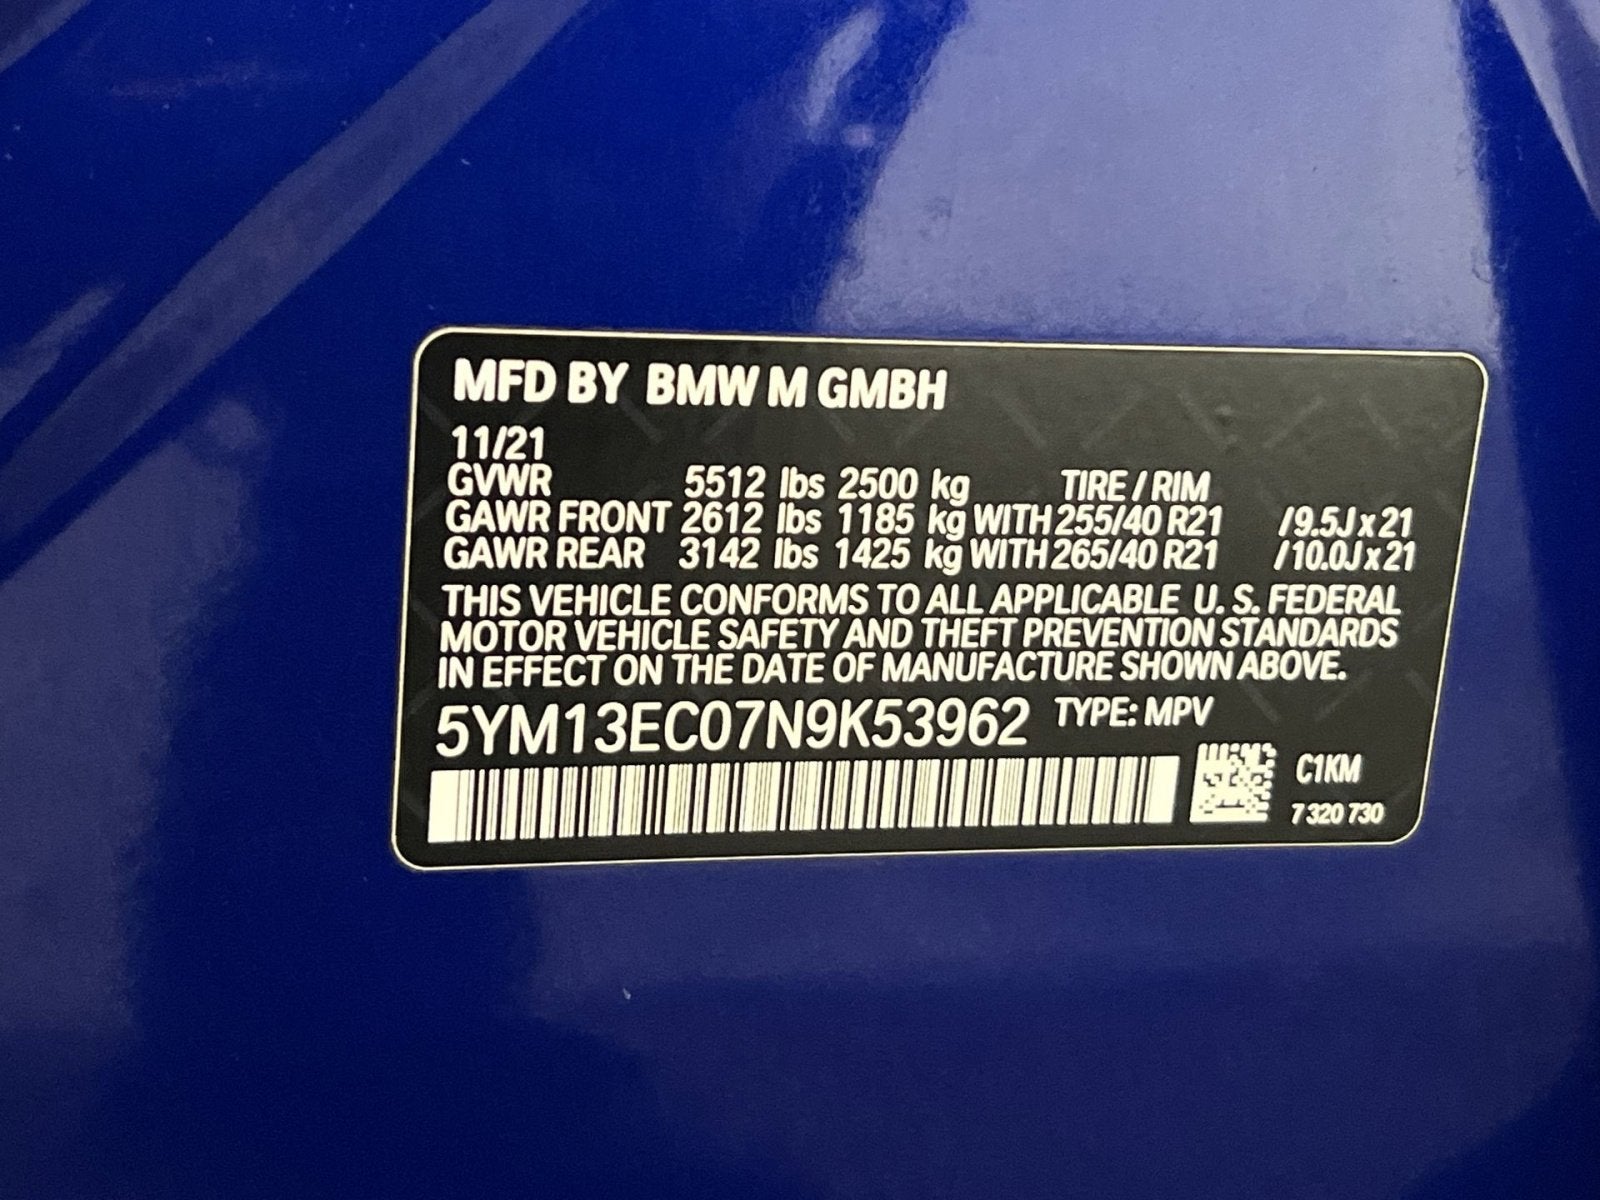 MFD BY BMW M GMBH
11/21
GVWR 5512 lbs 2500 kg TIRE / RIM
GAWR FRONT 2612 lbs 1185 kg WITH 255/40 R21 /9.5J x 21
GAWR REAR 3142 lbs 1425 kg WITH 265/40 R21 /10.0J x 21
THIS VEHICLE CONFORMS TO ALL APPLICABLE U. S. FEDERAL
MOTOR VEHICLE SAFETY AND THEFT PREVENTION STANDARDS
IN EFFECT ON THE DATE OF MANUFACTURE SHOWN ABOVE.
5YM13EC07N9K53962 TYPE: MPV
C1KM
7 320 730